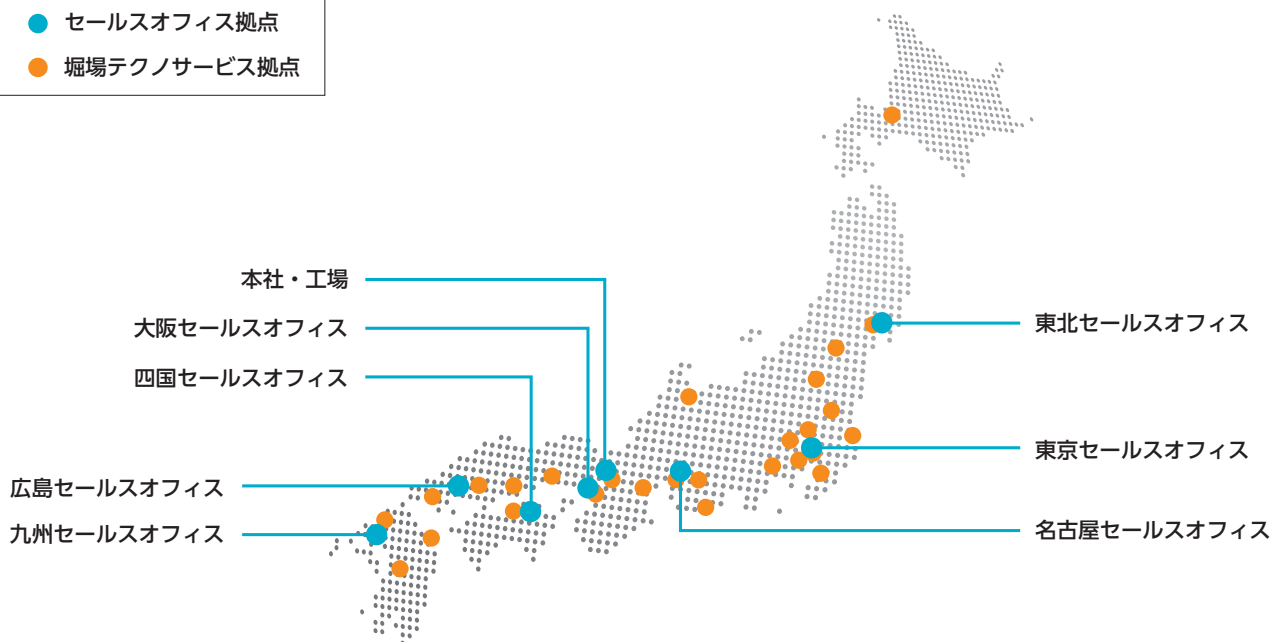 セールスオフィス拠点
堀場テクノサービス拠点
本社・工場
大阪セールスオフィス
四国セールスオフィス
広島セールスオフィス
九州セールスオフィス
東北セールスオフィス
東京セールスオフィス
名古屋セールスオフィス